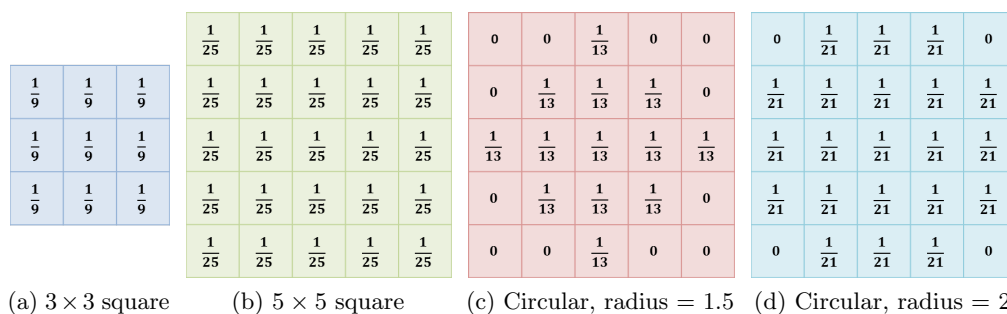 1/25 1/25 1/25 1/25 1/25 0 0 1/13 0 0 0 1/21 1/21 1/21 0
1/9 1/9 1/9 1/25 1/25 1/25 1/25 1/25 0 1/13 1/13 1/13 0 1/21 1/21 1/21 1/21 1/21
1/9 1/9 1/9 1/25 1/25 1/25 1/25 1/25 1/13 1/13 1/13 1/13 1/13 1/21 1/21 1/21 1/21 1/21
1/9 1/9 1/9 1/25 1/25 1/25 1/25 1/25 0 1/13 1/13 1/13 0 1/21 1/21 1/21 1/21 1/21
1/25 1/25 1/25 1/25 1/25 0 0 1/13 0 0 0 1/21 1/21 1/21 0
(a) 3 × 3 square (b) 5 × 5 square (c) Circular, radius = 1.5 (d) Circular, radius = 2